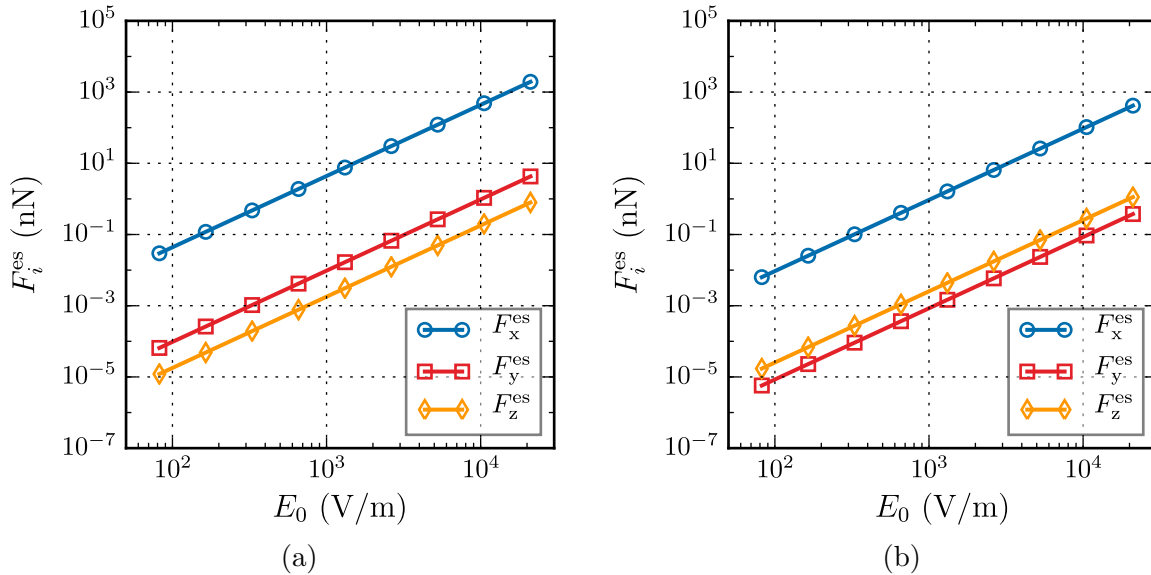 10^5
10^3
10^1
10^-1
10^-3
10^-5
10^-7
F_i^es (nN)
10^2 10^3 10^4
E_0 (V/m)
F_x^es
F_y^es
F_z^es
(a)
10^5
10^3
10^1
10^-1
10^-3
10^-5
10^-7
F_i^es (nN)
10^2 10^3 10^4
E_0 (V/m)
F_x^es
F_y^es
F_z^es
(b)